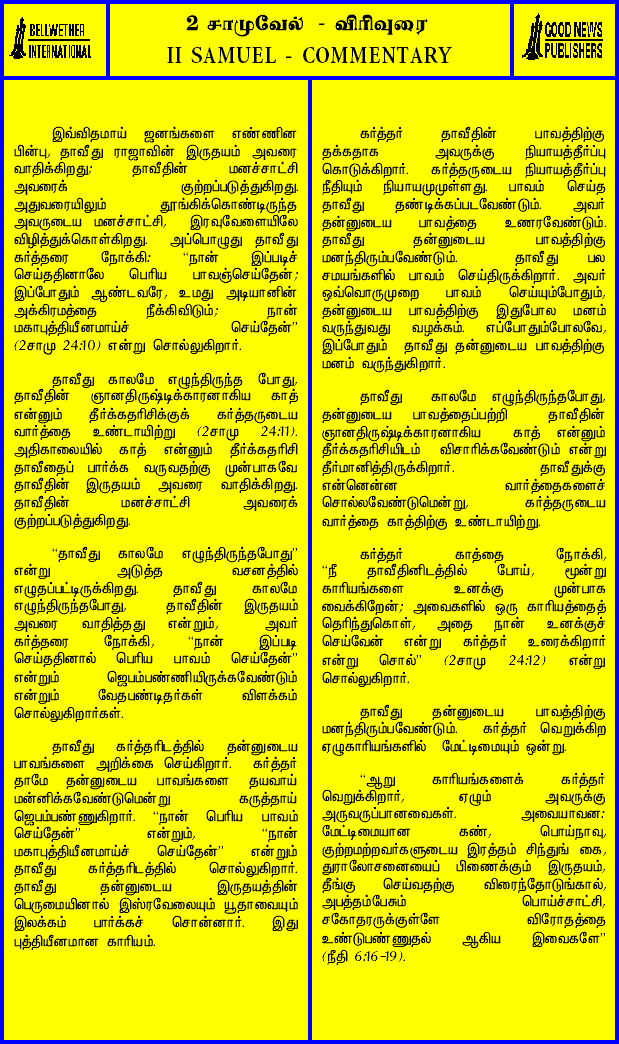 BELLWETHER
INTERNATIONAL
2 சாமுவேல் - விரிவுரை
II SAMUEL - COMMENTARY
GOOD NEWS
PUBLISHERS
இவ்விதமாய் ஜனங்களை எண்ணின
பின்பு, தாவீது ராஜாவின் இருதயம் அவரை
வாதிக்கிறது; தாவீதின் மனச்சாட்சி
அவரைக் குற்றப்படுத்துகிறது.
அதுவரையிலும் தூங்கிக்கொண்டிருந்த
அவருடைய மனச்சாட்சி, இரவுவேளையிலே
விழித்துக்கொள்கிறது. அப்பொழுது தாவீது
கர்த்தரை நோக்கி: “நான் இப்படிச்
செய்ததினாலே பெரிய பாவஞ்செய்தேன்;
இப்போதும் ஆண்டவரே, உமது அடியானின்
அக்கிரமத்தை நீக்கிவிடும்; நான்
மகாபுத்தியீனமாய்ச் செய்தேன்”
(2சாமு 24:10) என்று சொல்லுகிறார்.
தாவீது காலமே எழுந்திருந்த போது,
தாவீதின் ஞானதிருஷ்டிக்காரனாகிய காத்
என்னும் தீர்க்கதரிசிக்குக் கர்த்தருடைய
வார்த்தை உண்டாயிற்று (2சாமு 24:11).
அதிகாலையில் காத் என்னும் தீர்க்கதரிசி
தாவீதைப் பார்க்க வருவதற்கு முன்பாகவே
தாவீதின் இருதயம் அவரை வாதிக்கிறது.
தாவீதின் மனச்சாட்சி அவரைக்
குற்றப்படுத்துகிறது.
“தாவீது காலமே எழுந்திருந்தபோது”
என்று அடுத்த வசனத்தில்
எழுதப்பட்டிருக்கிறது. தாவீது காலமே
எழுந்திருந்தபோது, தாவீதின் இருதயம்
அவரை வாதித்தது என்றும், அவர்
கர்த்தரை நோக்கி, “நான் இப்படி
செய்ததினால் பெரிய பாவம் செய்தேன்”
என்றும் ஜெபம்பண்ணியிருக்கவேண்டும்
என்றும் வேதபண்டிதர்கள் விளக்கம்
சொல்லுகிறார்கள்.
தாவீது கர்த்தரிடத்தில் தன்னுடைய
பாவங்களை அறிக்கை செய்கிறார். கர்த்தர்
தாமே தன்னுடைய பாவங்களை தயவாய்
மன்னிக்கவேண்டுமென்று கருத்தாய்
ஜெபம்பண்ணுகிறார். “நான் பெரிய பாவம்
செய்தேன்” என்றும், “நான்
மகாபுத்தியீனமாய்ச் செய்தேன்” என்றும்
தாவீது கர்த்தரிடத்தில் சொல்லுகிறார்.
தாவீது தன்னுடைய இருதயத்தின்
பெருமையினால் இஸ்ரவேலையும் யூதாவையும்
இலக்கம் பார்க்கச் சொன்னார். இது
புத்தியீனமான காரியம்.
கர்த்தர் தாவீதின் பாவத்திற்கு
தக்கதாக அவருக்கு நியாயத்தீர்ப்பு
கொடுக்கிறார். கர்த்தருடைய நியாயத்தீர்ப்பு
நீதியும் நியாயமுமுள்ளது. பாவம் செய்த
தாவீது தண்டிக்கப்படவேண்டும். அவர்
தன்னுடைய பாவத்தை உணரவேண்டும்.
தாவீது தன்னுடைய பாவத்திற்கு
மனந்திரும்பவேண்டும். தாவீது பல
சமயங்களில் பாவம் செய்திருக்கிறார். அவர்
ஒவ்வொருமுறை பாவம் செய்யும்போதும்,
தன்னுடைய பாவத்திற்கு இதுபோல மனம்
வருந்துவது வழக்கம். எப்போதும்போலவே,
இப்போதும் தாவீது தன்னுடைய பாவத்திற்கு
மனம் வருந்துகிறார்.
தாவீது காலமே எழுந்திருந்தபோது,
தன்னுடைய பாவத்தைப்பற்றி தாவீதின்
ஞானதிருஷ்டிக்காரனாகிய காத் என்னும்
தீர்க்கதரிசியிடம் விசாரிக்கவேண்டும் என்று
தீர்மானித்திருக்கிறார். தாவீதுக்கு
என்னென்ன வார்த்தைகளைச்
சொல்லவேண்டுமென்று, கர்த்தருடைய
வார்த்தை காத்திற்கு உண்டாயிற்று.
கர்த்தர் காத்தை நோக்கி,
“நீ தாவீதினிடத்தில் போய், மூன்று
காரியங்களை உனக்கு முன்பாக
வைக்கிறேன்; அவைகளில் ஒரு காரியத்தைத்
தெரிந்துகொள், அதை நான் உனக்குச்
செய்வேன் என்று கர்த்தர் உரைக்கிறார்
என்று சொல்” (2சாமு 24:12) என்று
சொல்லுகிறார்.
தாவீது தன்னுடைய பாவத்திற்கு
மனந்திரும்பவேண்டும். கர்த்தர் வெறுக்கிற
ஏழுகாரியங்களில் மேட்டிமையும் ஒன்று.
“ஆறு காரியங்களைக் கர்த்தர்
வெறுக்கிறார், ஏழும் அவருக்கு
அருவருப்பானவைகள். அவையாவன:
மேட்டிமையான கண், பொய்நாவு,
குற்றமற்றவர்களுடைய இரத்தம் சிந்துங் கை,
துராலோசனையைப் பிணைக்கும் இருதயம்,
தீங்கு செய்வதற்கு விரைந்தோடுங்கால்,
அபத்தம்பேசும் பொய்ச்சாட்சி,
சகோதரருக்குள்ளே விரோதத்தை
உண்டுபண்ணுதல் ஆகிய இவைகளே”
(நீதி 6:16-19).